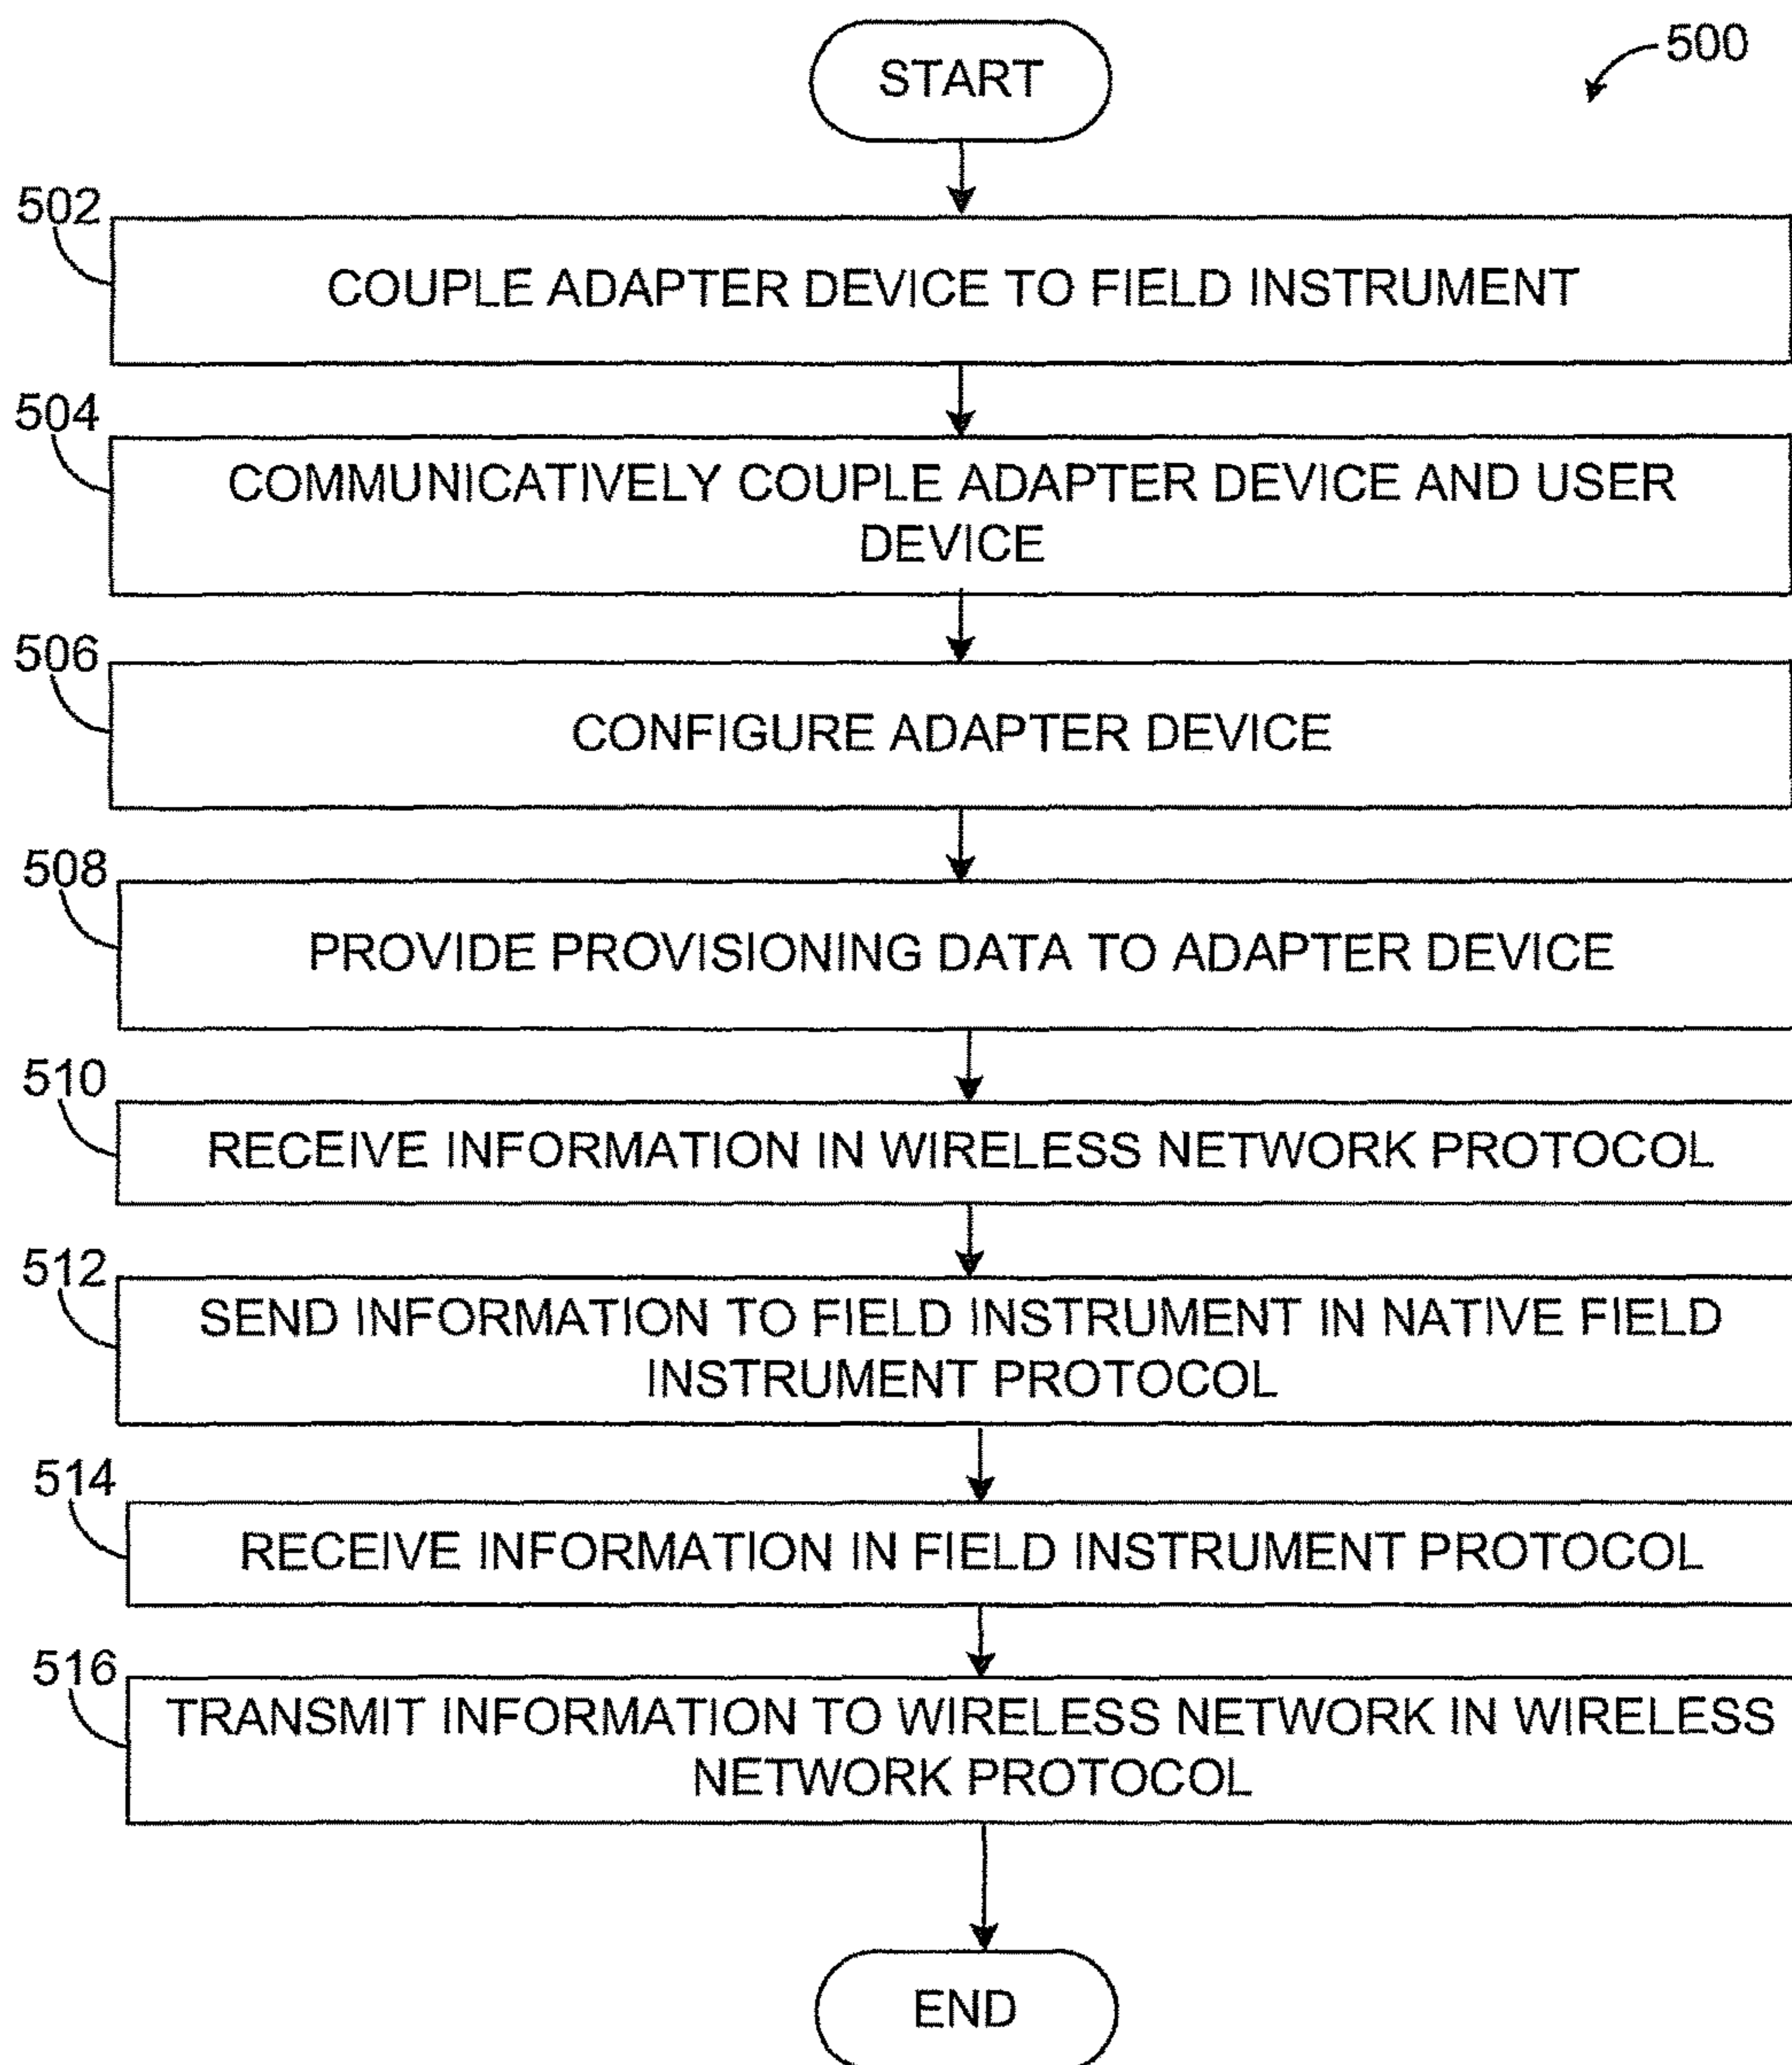 START
500
502
COUPLE ADAPTER DEVICE TO FIELD INSTRUMENT
504
COMMUNICATIVELY COUPLE ADAPTER DEVICE AND USER
DEVICE
506
CONFIGURE ADAPTER DEVICE
508
PROVIDE PROVISIONING DATA TO ADAPTER DEVICE
510
RECEIVE INFORMATION IN WIRELESS NETWORK PROTOCOL
512
SEND INFORMATION TO FIELD INSTRUMENT IN NATIVE FIELD
INSTRUMENT PROTOCOL
514
RECEIVE INFORMATION IN FIELD INSTRUMENT PROTOCOL
516
TRANSMIT INFORMATION TO WIRELESS NETWORK IN WIRELESS
NETWORK PROTOCOL
END